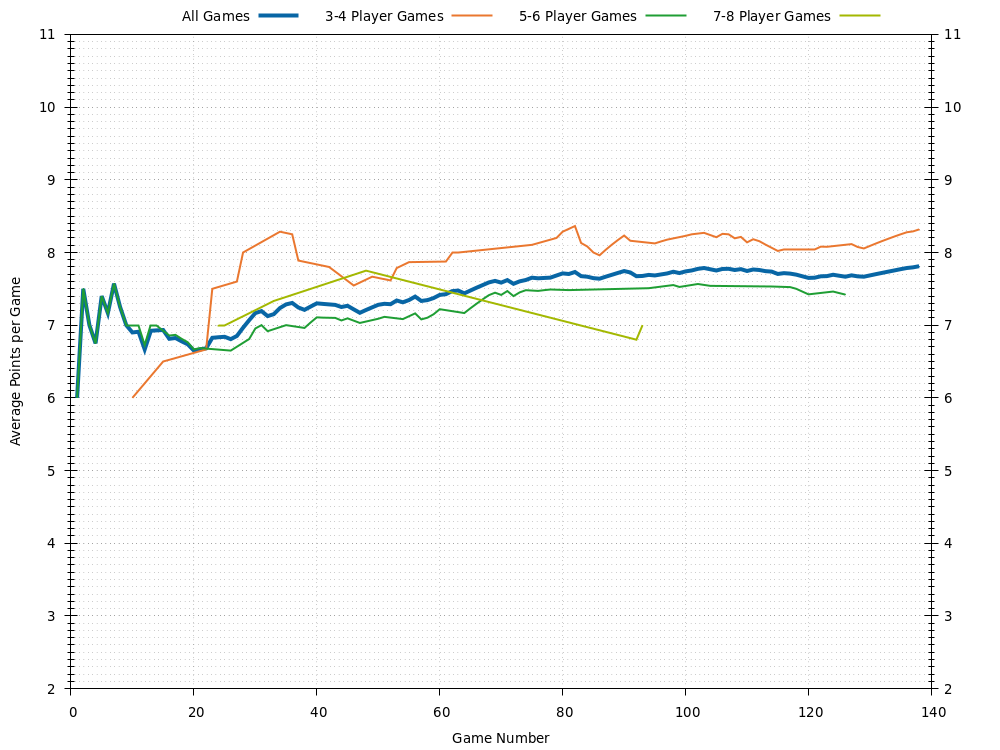 All Games 3-4 Player Games 5-6 Player Games 7-8 Player Games
11 11
10 10
9 9
8 8
7 7
6 6
5 5
4 4
3 3
2 2
Average Points per Game
0 20 40 60 80 100 120 140
Game Number